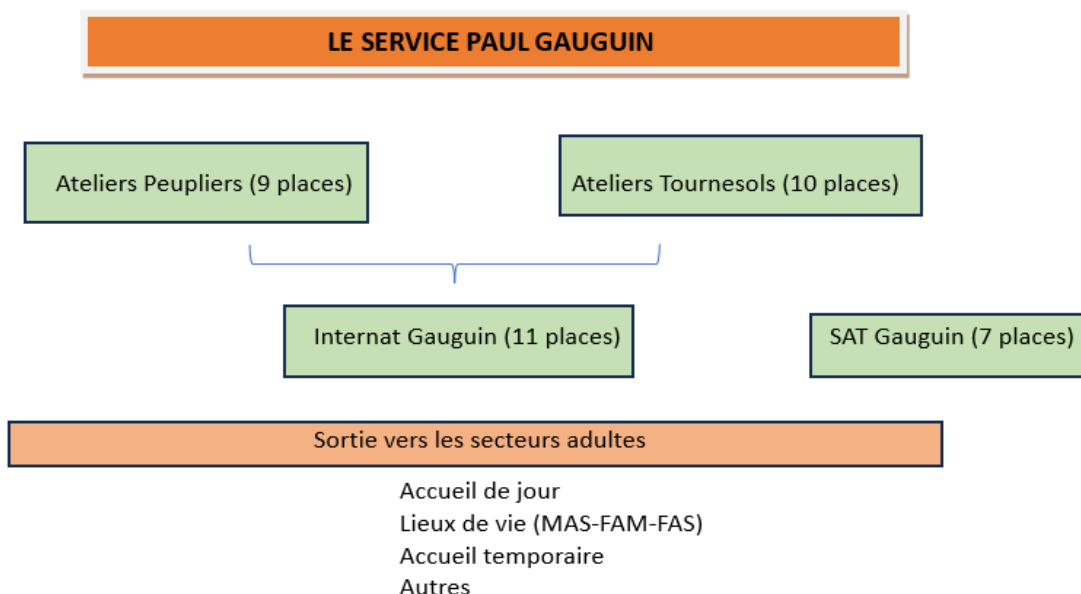 LE SERVICE PAUL GAUGUIN
Ateliers Peupliers (9 places)
Ateliers Tournesols (10 places)
Internat Gauguin (11 places)
SAT Gauguin (7 places)
Sortie vers les secteurs adultes
Accueil de jour
Lieux de vie (MAS-FAM-FAS)
Accueil temporaire
Autres